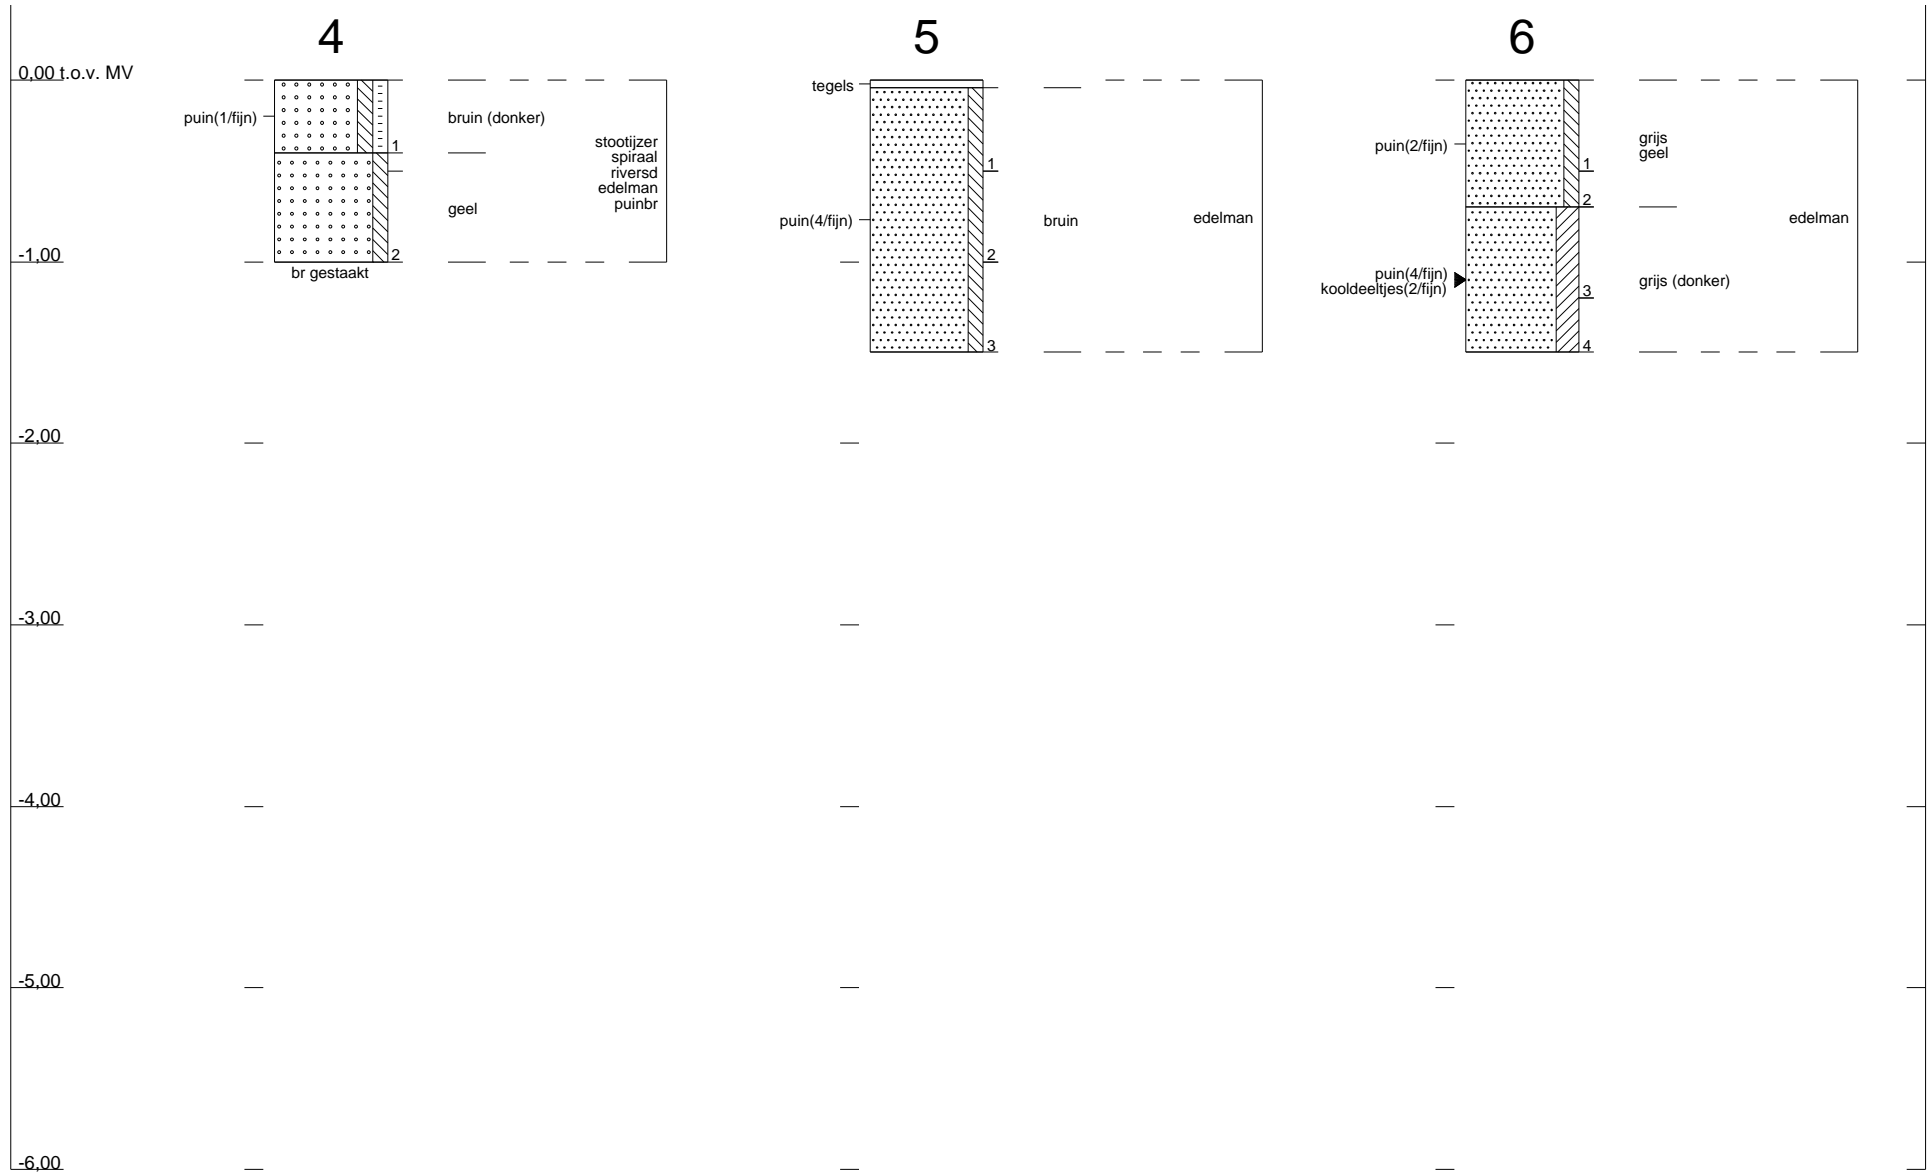 4
5
6
0,00 t.o.v. MV
puin(1/fijn)
1
2
bruin (donker)
geel
stootijzer
spiraal
riversd
edelman
puinbr
br gestaakt
tegels
puin(4/fijn)
1
2
3
bruin
edelman
puin(2/fijn)
puin(4/fijn)
kooldeeltjes(2/fijn)
1
2
3
4
grijs
geel
grijs (donker)
edelman
-1,00
-2,00
-3,00
-4,00
-5,00
-6,00